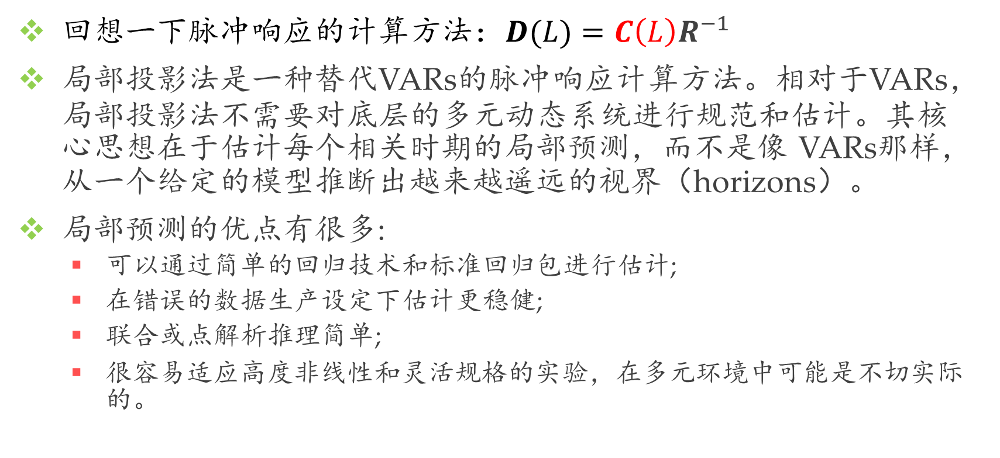 回想一下脉冲响应的计算方法：D(L) = C(L)R⁻¹
局部投影法是一种替代VARs的脉冲响应计算方法。相对于VARs，
局部投影法不需要对底层的多元动态系统进行规范和估计。其核
心思想在于估计每个相关时期的局部预测，而不是像 VARs那样，
从一个给定的模型推断出越来越遥远的视界（horizons）。
局部预测的优点有很多:
可以通过简单的回归技术和标准回归包进行估计;
在错误的数据生产设定下估计更稳健;
联合或点解析推理简单;
很容易适应高度非线性和灵活规格的实验，在多元环境中可能是不切实际
的。